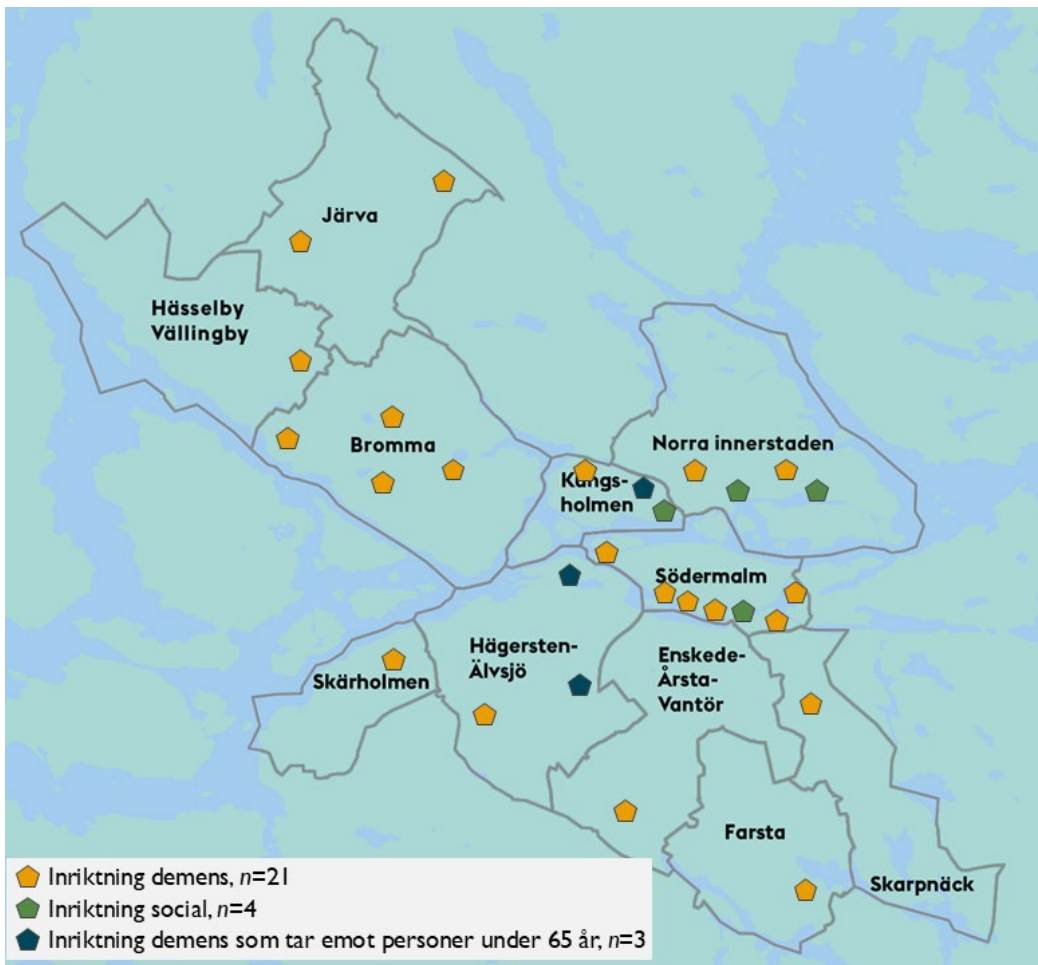 Järva
Hässelby
Vällingby
Bromma
Norra innerstaden
Kungs-
holmen
Södermalm
Hägersten-
Älvsjö
Enskede-
Årsta-
Vantör
Skärholmen
Farsta
Skarpnäck
Inriktning demens, n=21
Inriktning social, n=4
Inriktning demens som tar emot personer under 65 år, n=3